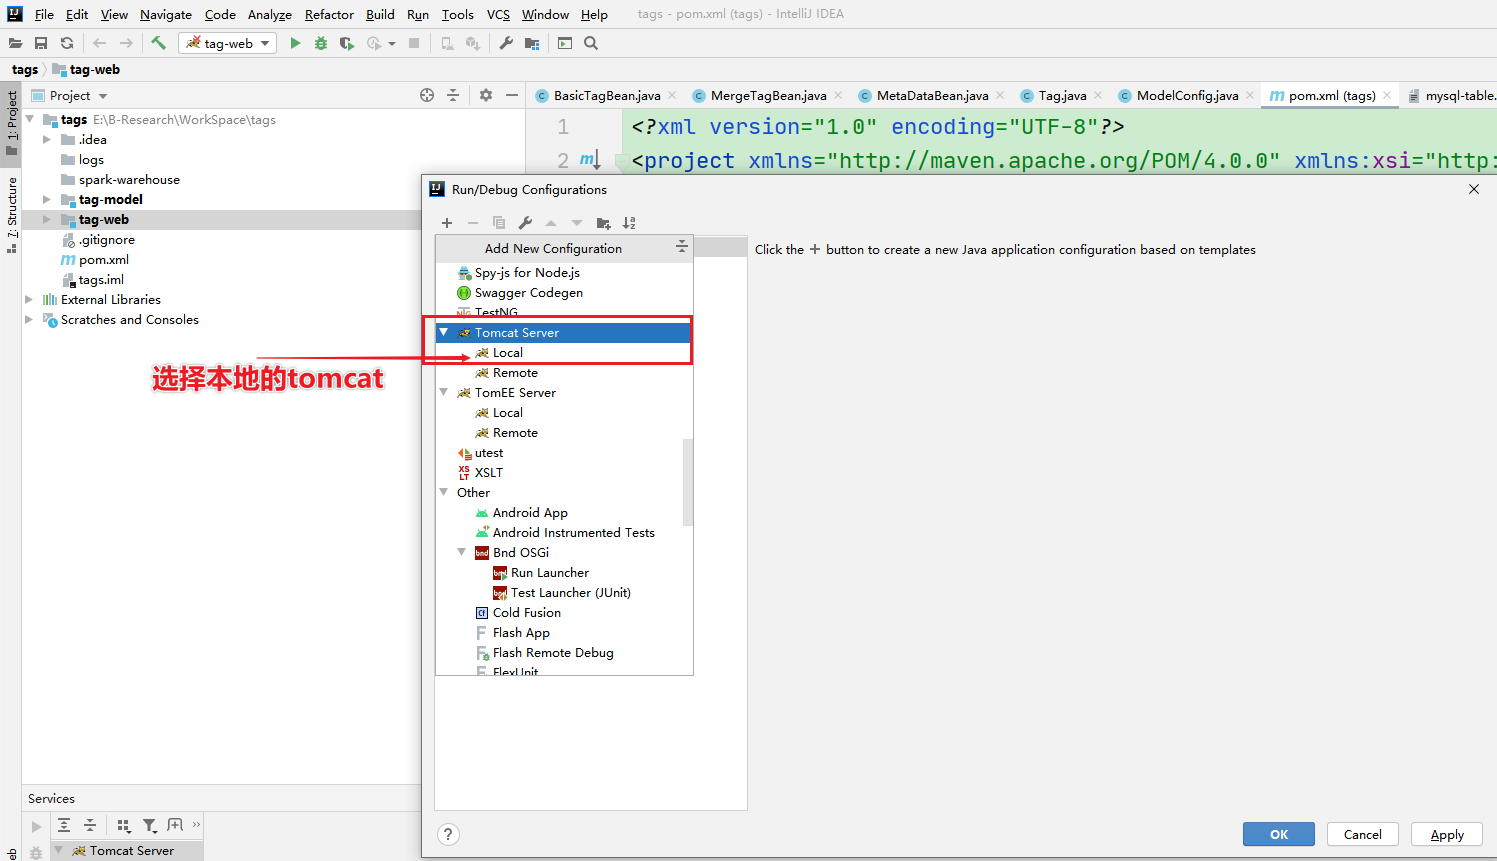 File Edit View Navigate Code Analyze Refactor Build Run Tools VCS Window Help tags - pom.xml (tags) - IntelliJ IDEA
tag-web
tags tag-web
1: Project
7: Structure
Project
BasicTagBean.java MergeTagBean.java MetaDataBean.java Tag.java ModelConfig.java pom.xml (tags) mysql-table.
tags E:\B-Research\WorkSpace\tags
.idea
logs
spark-warehouse
tag-model
tag-web
.gitignore
pom.xml
tags.iml
External Libraries
Scratches and Consoles
1 <?xml version="1.0" encoding="UTF-8"?>
2 <project xmlns="http://maven.apache.org/POM/4.0.0" xmlns:xsi="http:
Run/Debug Configurations
Add New Configuration
Click the + button to create a new Java application configuration based on templates
Spy-js for Node.js
Swagger Codegen
TestNG
Tomcat Server
Local
Remote
选择本地的tomcat
TomEE Server
Local
Remote
utest
XSLT
Other
Android App
Android Instrumented Tests
Bnd OSGi
Run Launcher
Test Launcher (JUnit)
Cold Fusion
Flash App
Flash Remote Debug
FlexUnit
Services
Tomcat Server
? OK Cancel Apply